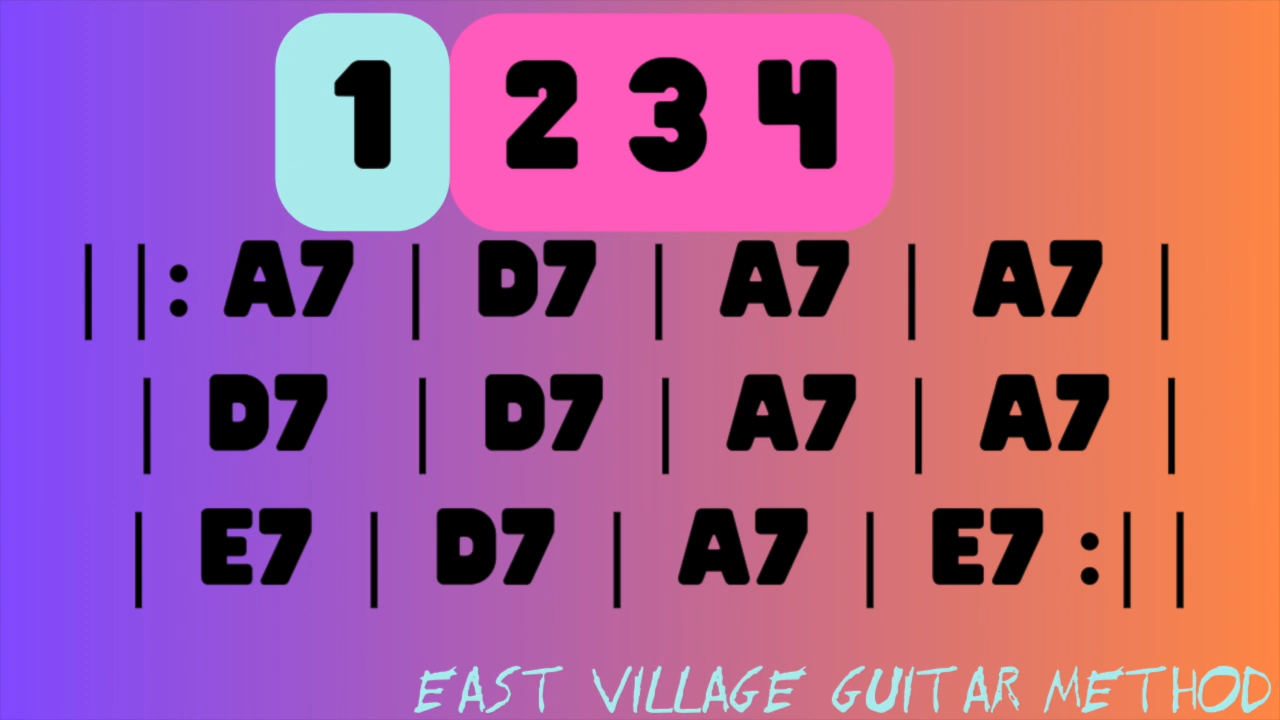 1 2 3 4
| |: A7 | D7 | A7 | A7 |
| D7 | D7 | A7 | A7 |
| E7 | D7 | A7 | E7 :| |
EAST VILLAGE GUITAR METHOD